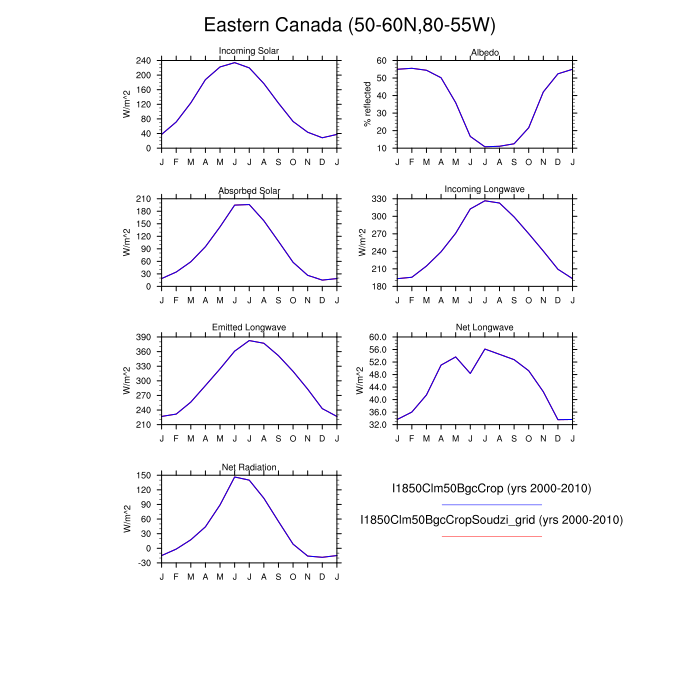 Eastern Canada (50-60N,80-55W)
Incoming Solar
W/m^2
240
200
160
120
80
40
0
J F M A M J J A S O N D J
Albedo
% reflected
60
50
40
30
20
10
J F M A M J J A S O N D J
Absorbed Solar
W/m^2
210
180
150
120
90
60
30
0
J F M A M J J A S O N D J
Incoming Longwave
W/m^2
330
300
270
240
210
180
J F M A M J J A S O N D J
Emitted Longwave
W/m^2
390
360
330
300
270
240
210
J F M A M J J A S O N D J
Net Longwave
W/m^2
60.0
56.0
52.0
48.0
44.0
40.0
36.0
32.0
J F M A M J J A S O N D J
Net Radiation
W/m^2
150
120
90
60
30
0
-30
J F M A M J J A S O N D J
I1850Clm50BgcCrop (yrs 2000-2010)
I1850Clm50BgcCropSoudzi_grid (yrs 2000-2010)